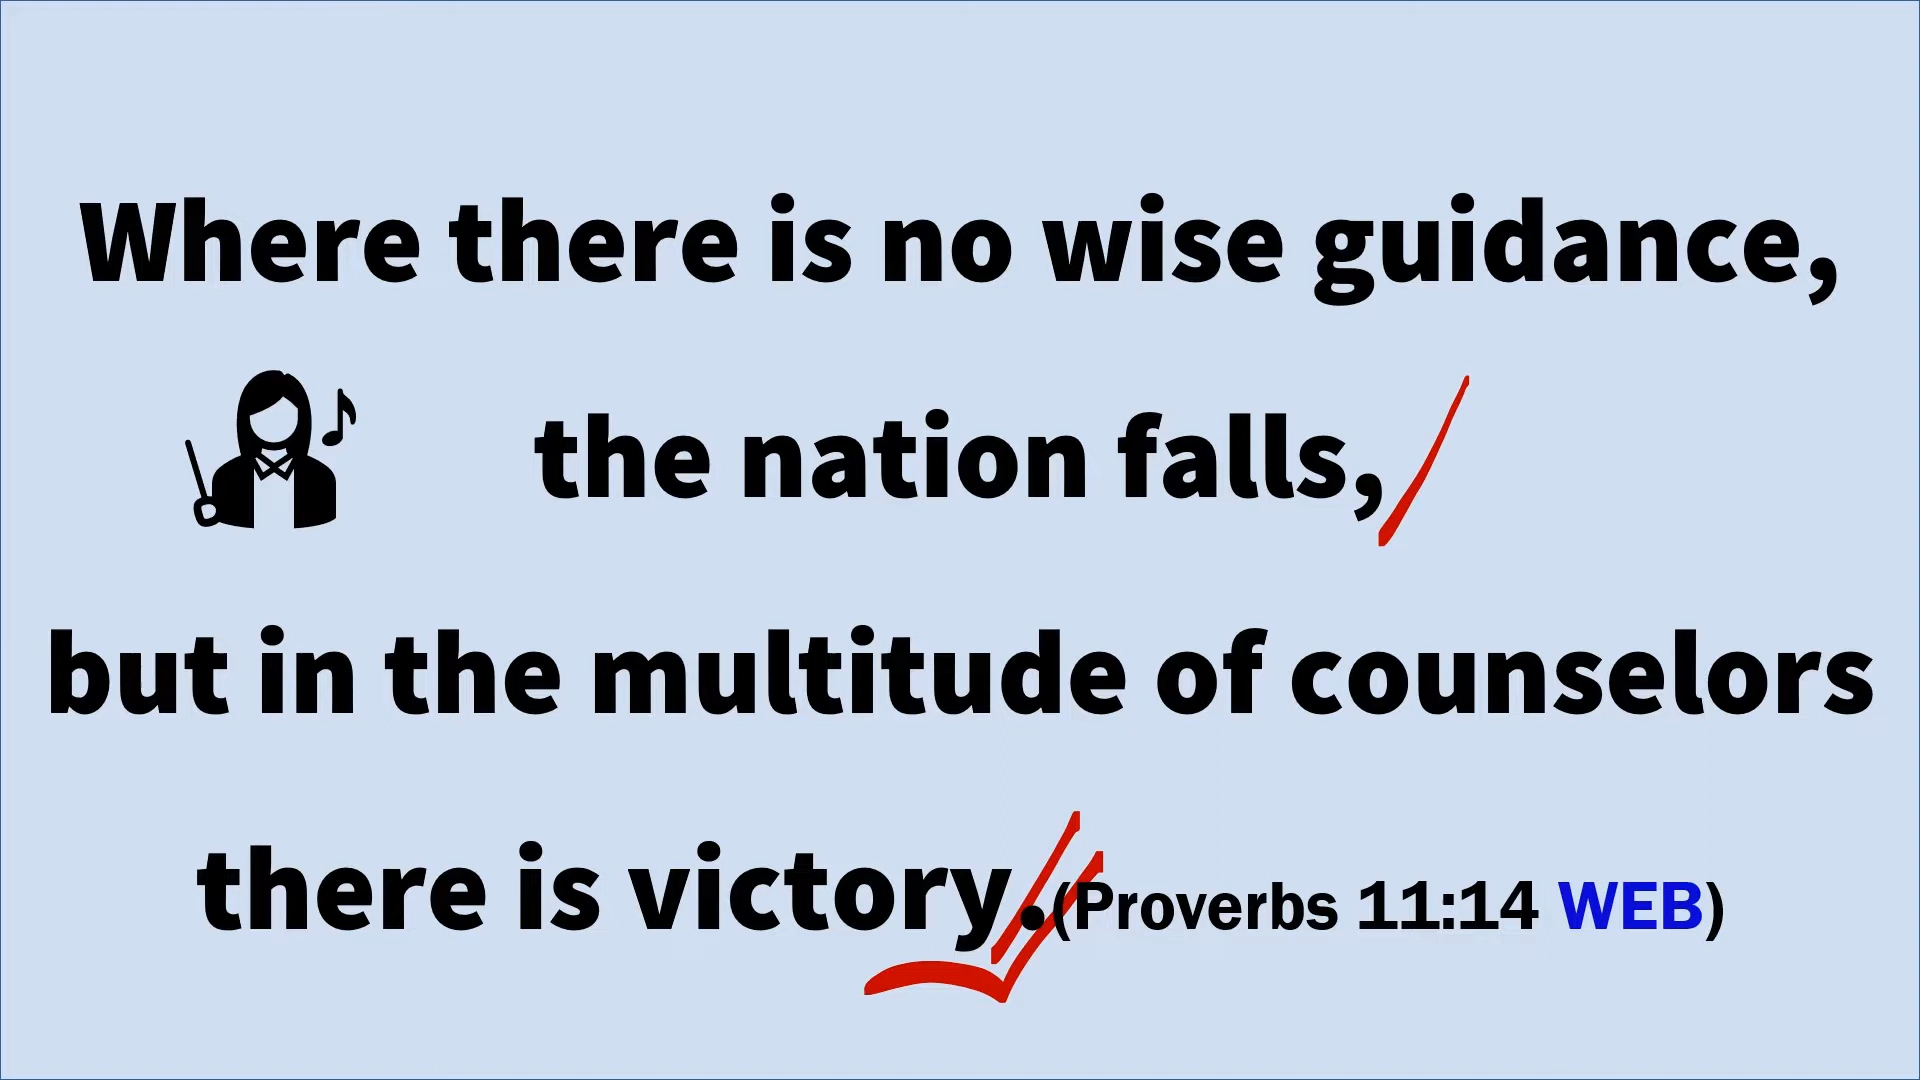 Where there is no wise guidance,
the nation falls,
but in the multitude of counselors
there is victory.(Proverbs 11:14 WEB)